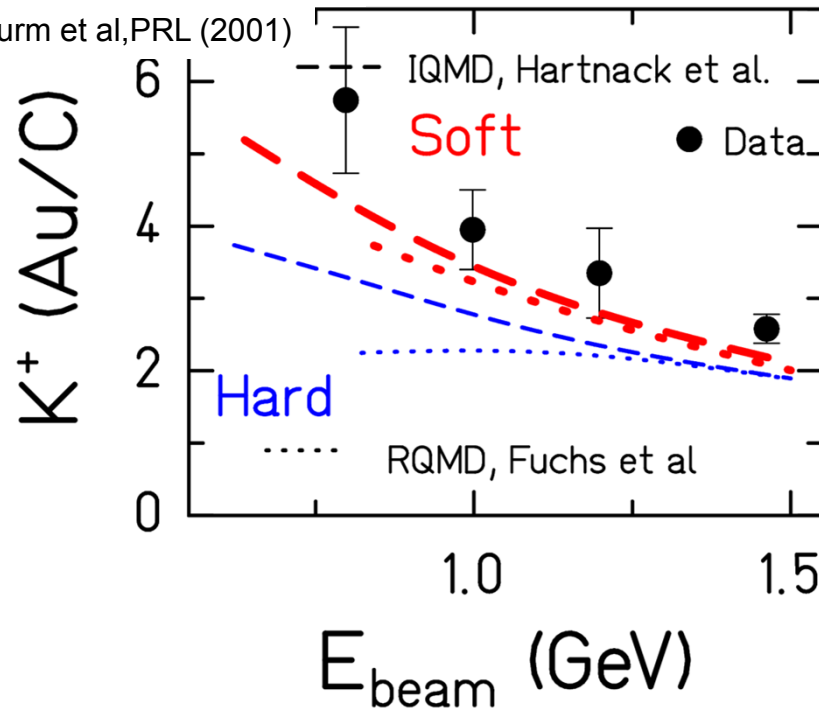 urm et al,PRL (2001)
IQMD, Hartnack et al.
Soft
Data
6
4
2
0
K+ (Au/C)
Hard
RQMD, Fuchs et al
1.0
1.5
E beam (GeV)